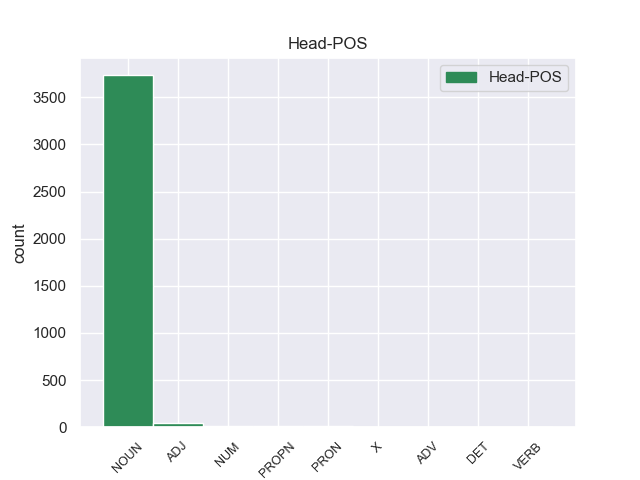 Head-POS
Head-POS
3500
3000
2500
2000
1500
1000
500
0
count
NOUN
ADJ
NUM
PROPN
PRON
X
ADV
DET
VERB